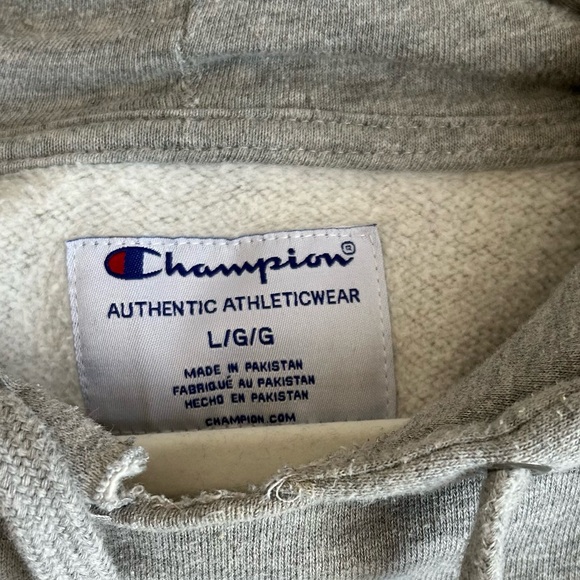 Champion®
AUTHENTIC ATHLETICWEAR
L/G/G
MADE IN PAKISTAN
FABRIQUÉ AU PAKISTAN
HECHO EN PAKISTAN
CHAMPION.COM